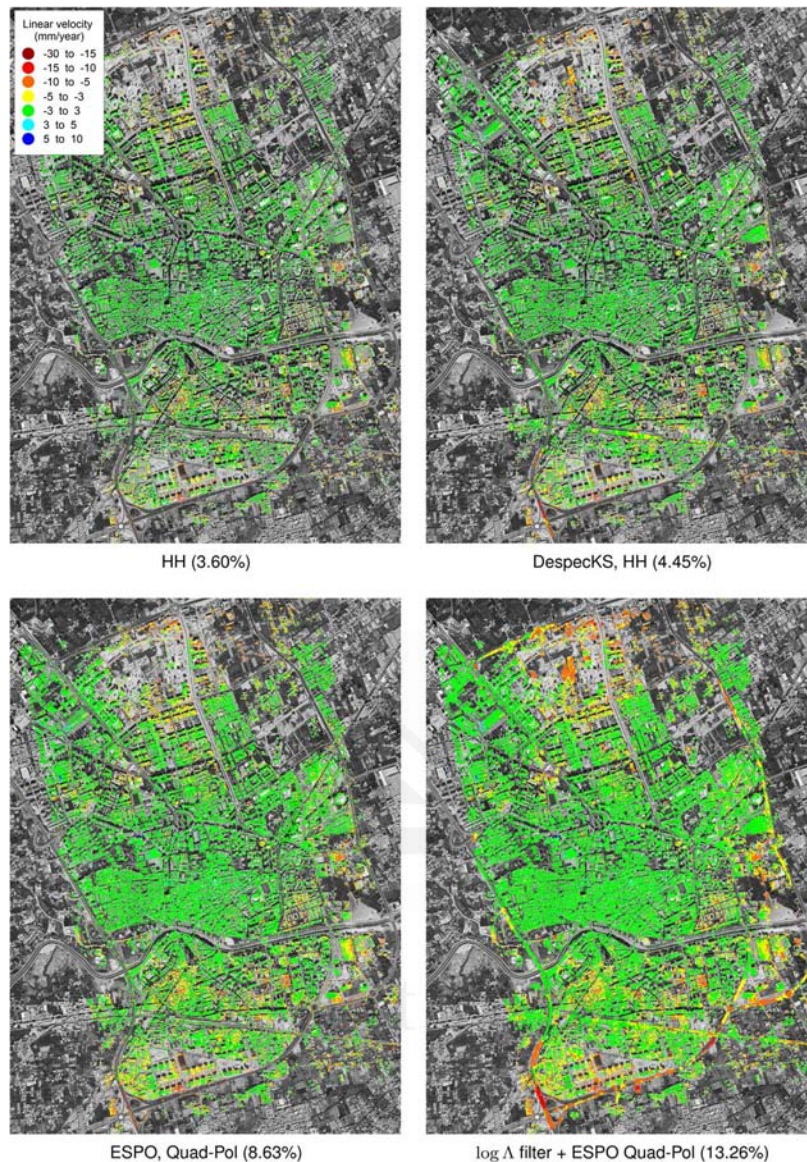 Linear velocity
(mm/year)
-30 to -15
-15 to -10
-10 to -5
-5 to -3
-3 to 3
3 to 5
5 to 10
HH (3.60%)
DespecKS, HH (4.45%)
ESPO, Quad-Pol (8.63%)
log Λ filter + ESPO Quad-Pol (13.26%)